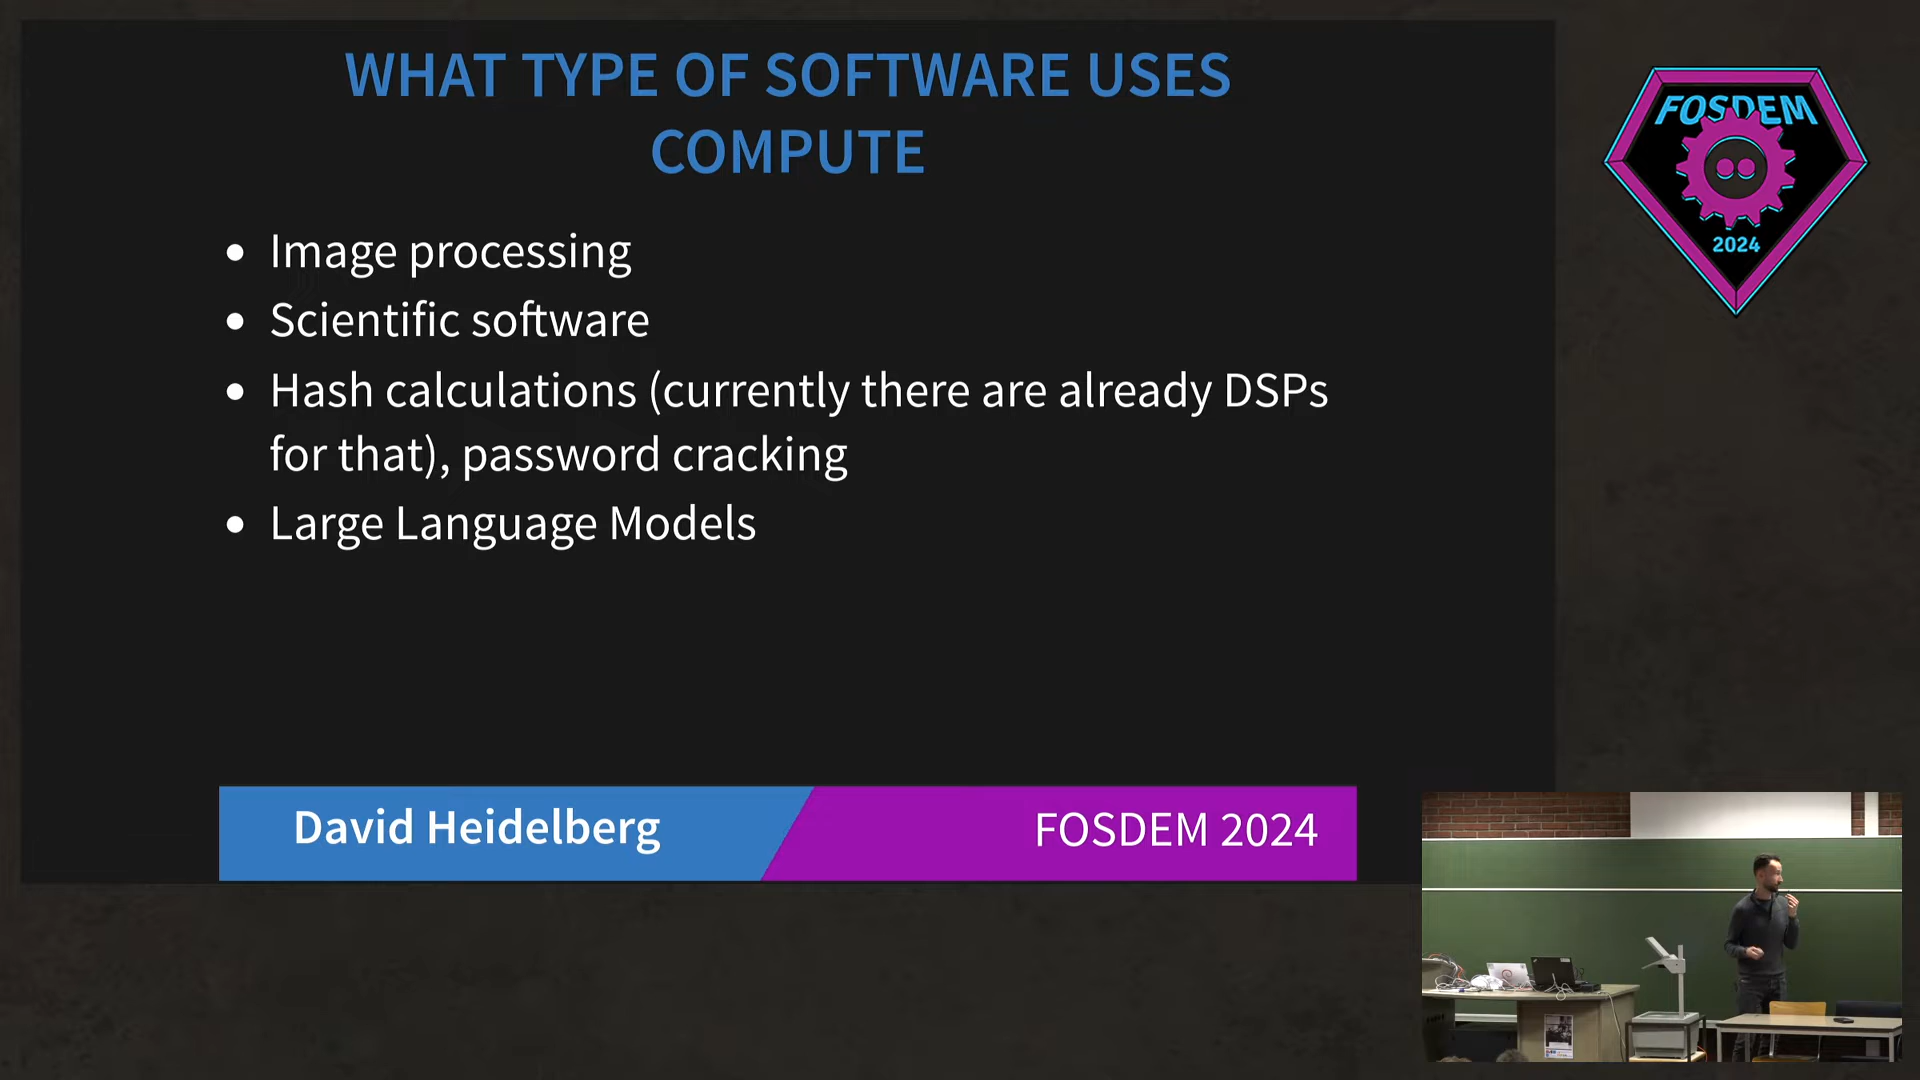 WHAT TYPE OF SOFTWARE USES
COMPUTE
• Image processing
• Scientific software
• Hash calculations (currently there are already DSPs
for that), password cracking
• Large Language Models
David Heidelberg
FOSDEM 2024
FOSDEM
2024